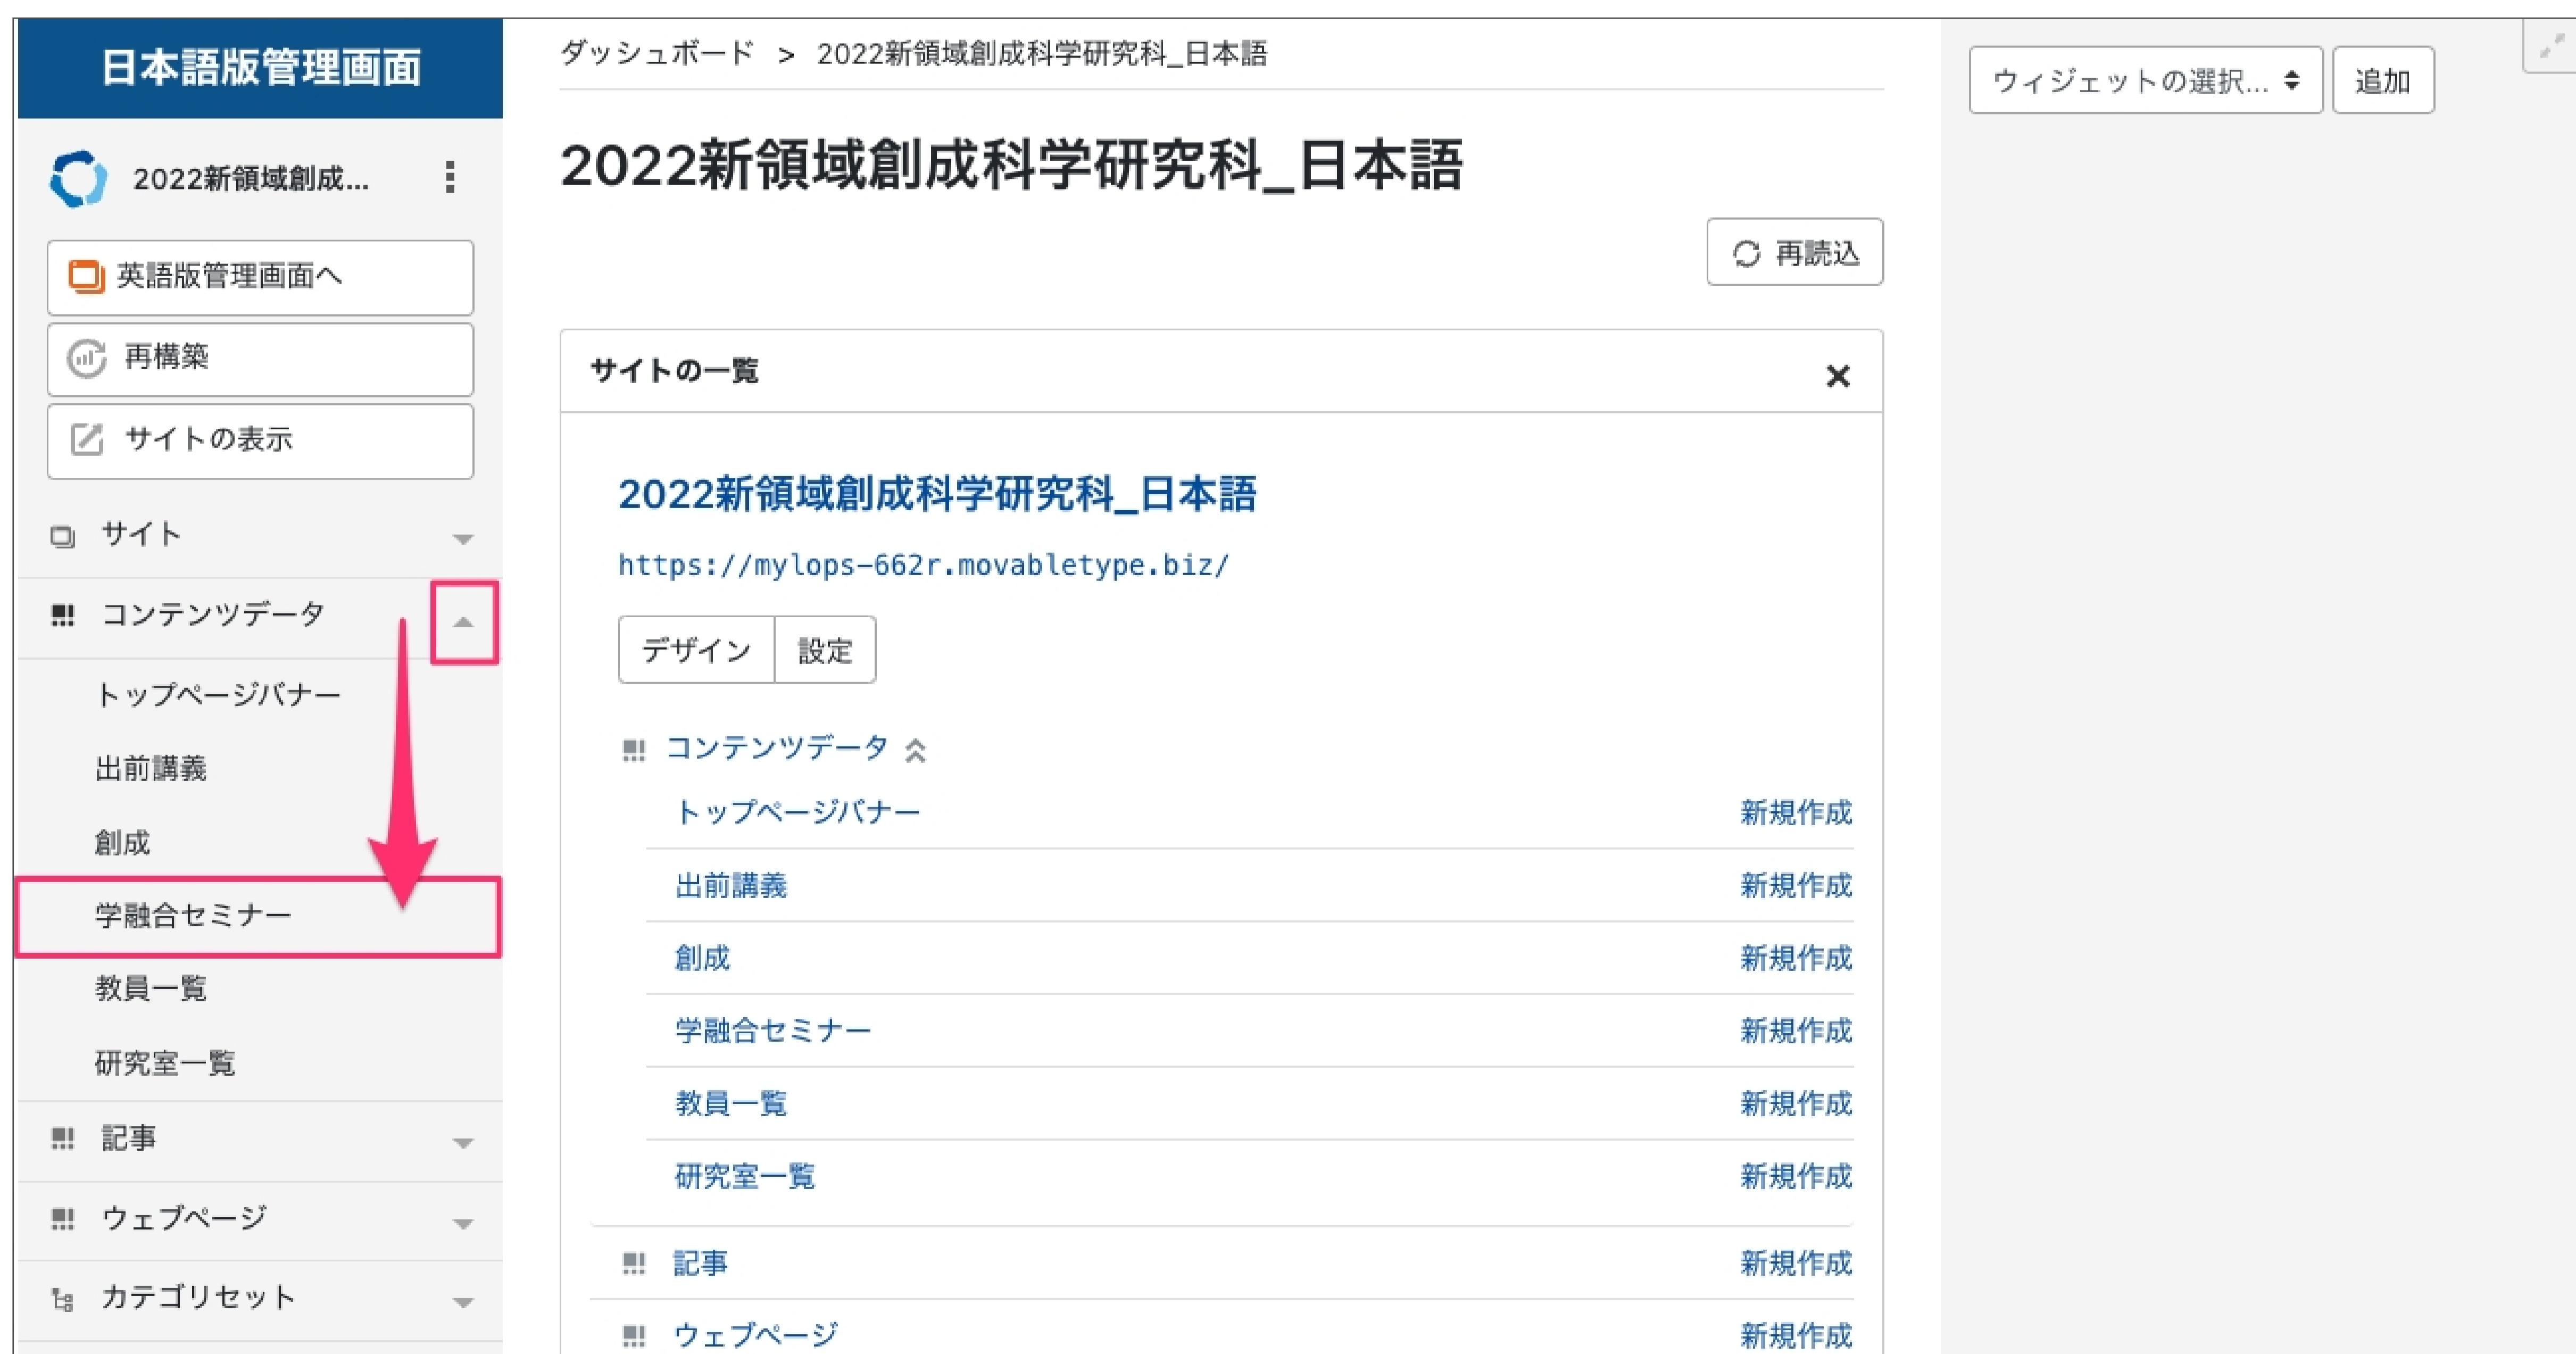 日本語版管理画面
2022新領域創成...
英語版管理画面へ
再構築
サイトの表示
サイト
コンテンツデータ
トップページバナー
出前講義
創成
学融合セミナー
教員一覧
研究室一覧
記事
ウェブページ
カテゴリセット
ダッシュボード > 2022新領域創成科学研究科_日本語
2022新領域創成科学研究科_日本語
再読込
サイトの一覧
2022新領域創成科学研究科_日本語
https://mylops-662r.movabletype.biz/
デザイン 設定
コンテンツデータ
トップページバナー 新規作成
出前講義 新規作成
創成 新規作成
学融合セミナー 新規作成
教員一覧 新規作成
研究室一覧 新規作成
記事 新規作成
ウェブページ 新規作成
ウィジェットの選択... 追加